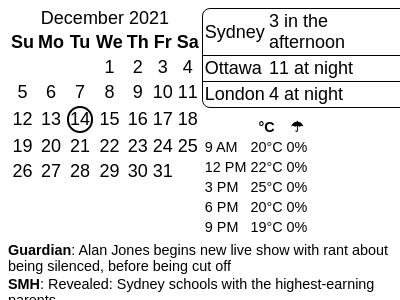 December 2021
Su Mo Tu We Th Fr Sa
1 2 3 4
5 6 7 8 9 10 11
12 13 14 15 16 17 18
19 20 21 22 23 24 25
26 27 28 29 30 31
Sydney 3 in the
afternoon
Ottawa 11 at night
London 4 at night
°C ☂
9 AM 20°C 0%
12 PM 22°C 0%
3 PM 25°C 0%
6 PM 20°C 0%
9 PM 19°C 0%
Guardian: Alan Jones begins new live show with rant about
being silenced, before being cut off
SMH: Revealed: Sydney schools with the highest-earning
parents